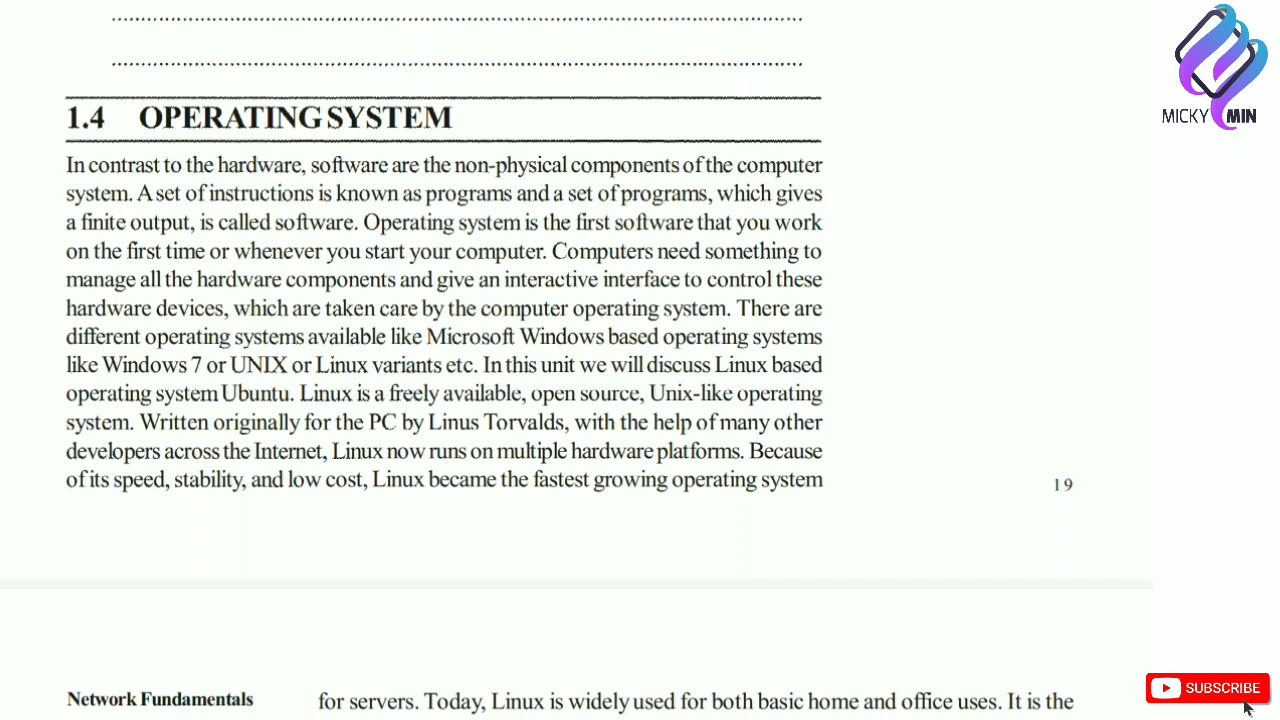 MICKY MIN
1.4 OPERATING SYSTEM
In contrast to the hardware, software are the non-physical components of the computer
system. A set of instructions is known as programs and a set of programs, which gives
a finite output, is called software. Operating system is the first software that you work
on the first time or whenever you start your computer. Computers need something to
manage all the hardware components and give an interactive interface to control these
hardware devices, which are taken care by the computer operating system. There are
different operating systems available like Microsoft Windows based operating systems
like Windows 7 or UNIX or Linux variants etc. In this unit we will discuss Linux based
operating system Ubuntu. Linux is a freely available, open source, Unix-like operating
system. Written originally for the PC by Linus Torvalds, with the help of many other
developers across the Internet, Linux now runs on multiple hardware platforms. Because
of its speed, stability, and low cost, Linux became the fastest growing operating system
19
SUBSCRIBE
Network Fundamentals
for servers. Today, Linux is widely used for both basic home and office uses. It is the